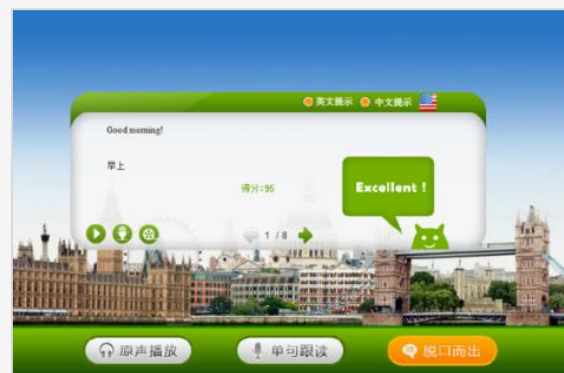 英文提示 中文提示
Good morning!
早上
得分:95
Excellent !
1 / 8
原声播放 单句跟读 脱口而出